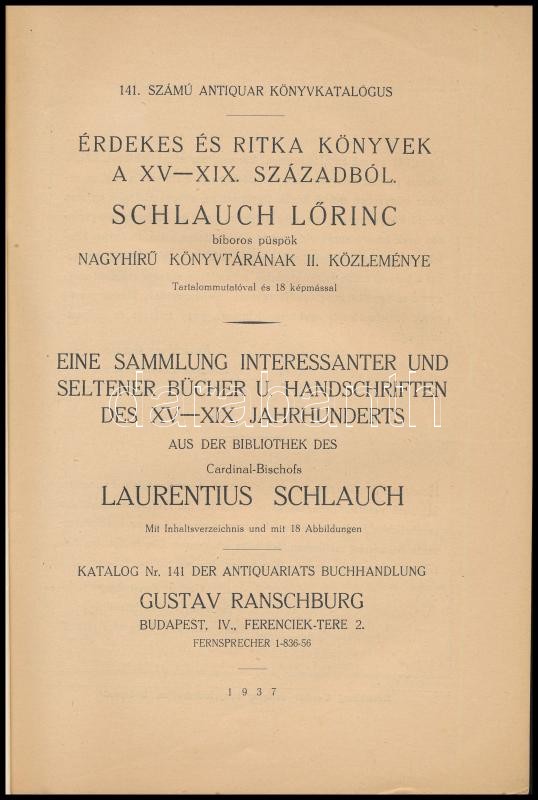 141. SZÁMÚ ANTIQUAR KÖNYVKATALÓGUS
ÉRDEKES ÉS RITKA KÖNYVEK
A XV—XIX. SZÁZADBÓL.
SCHLAUCH LŐRINC
bíboros püspök
NAGYHÍRŰ KÖNYVTÁRÁNAK II. KÖZLEMÉNYE
Tartalommutatóval és 18 képmással
EINE SAMMLUNG INTERESSANTER UND
SELTENER BÜCHER U. HANDSCHRIFTEN
DES XV—XIX JAHRHUNDERTS
darabanth
AUS DER BIBLIOTHEK DES
Cardinal-Bischofs
LAURENTIUS SCHLAUCH
Mit Inhaltsverzeichnis und mit 18 Abbildungen
KATALOG Nr. 141 DER ANTIQUARIATS BUCHHANDLUNG
GUSTAV RANSCHBURG
BUDAPEST, IV., FERENCIEK-TERE 2.
FERNSPRECHER 1-836-56
1937